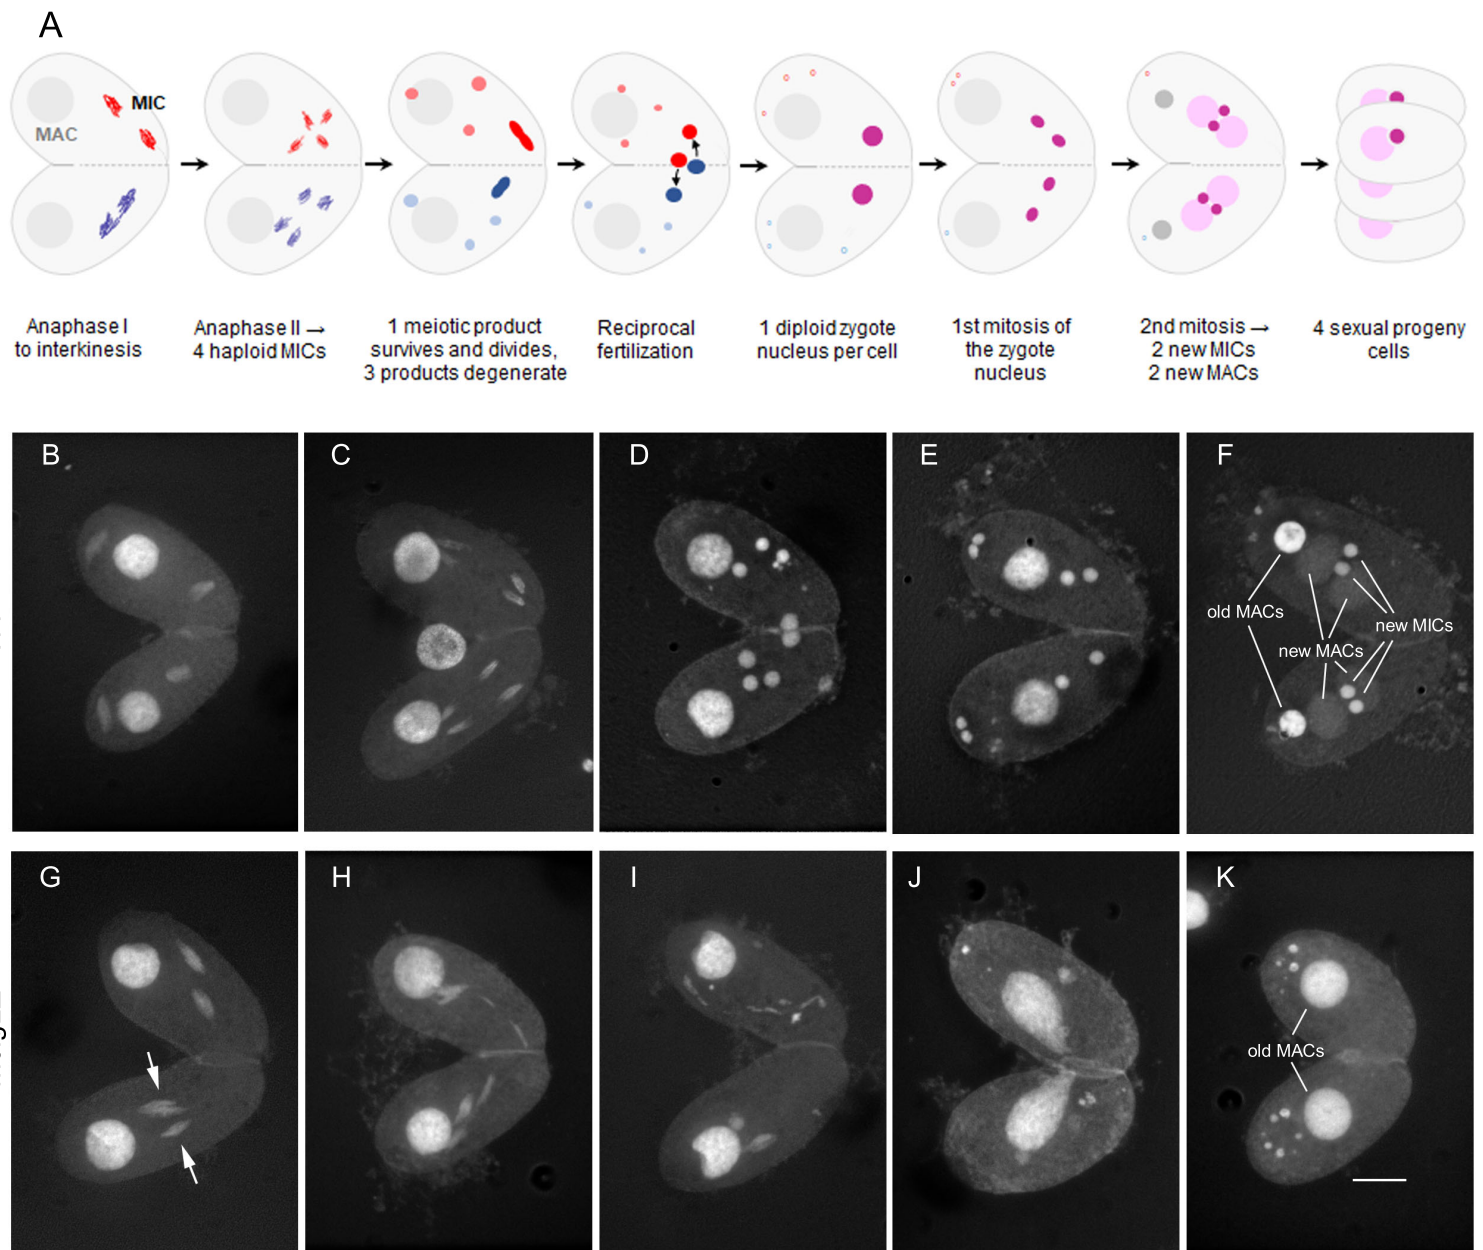 A
MIC
MAC
Anaphase I
to interkinesis
Anaphase II →
4 haploid MICs
1 meiotic product
survives and divides,
3 products degenerate
Reciprocal
fertilization
1 diploid zygote
nucleus per cell
1st mitosis of
the zygote
nucleus
2nd mitosis →
2 new MICs
2 new MACs
4 sexual progeny
cells
B
C
D
E
F
old MACs
new MICs
new MACs
G
H
I
J
K
old MACs